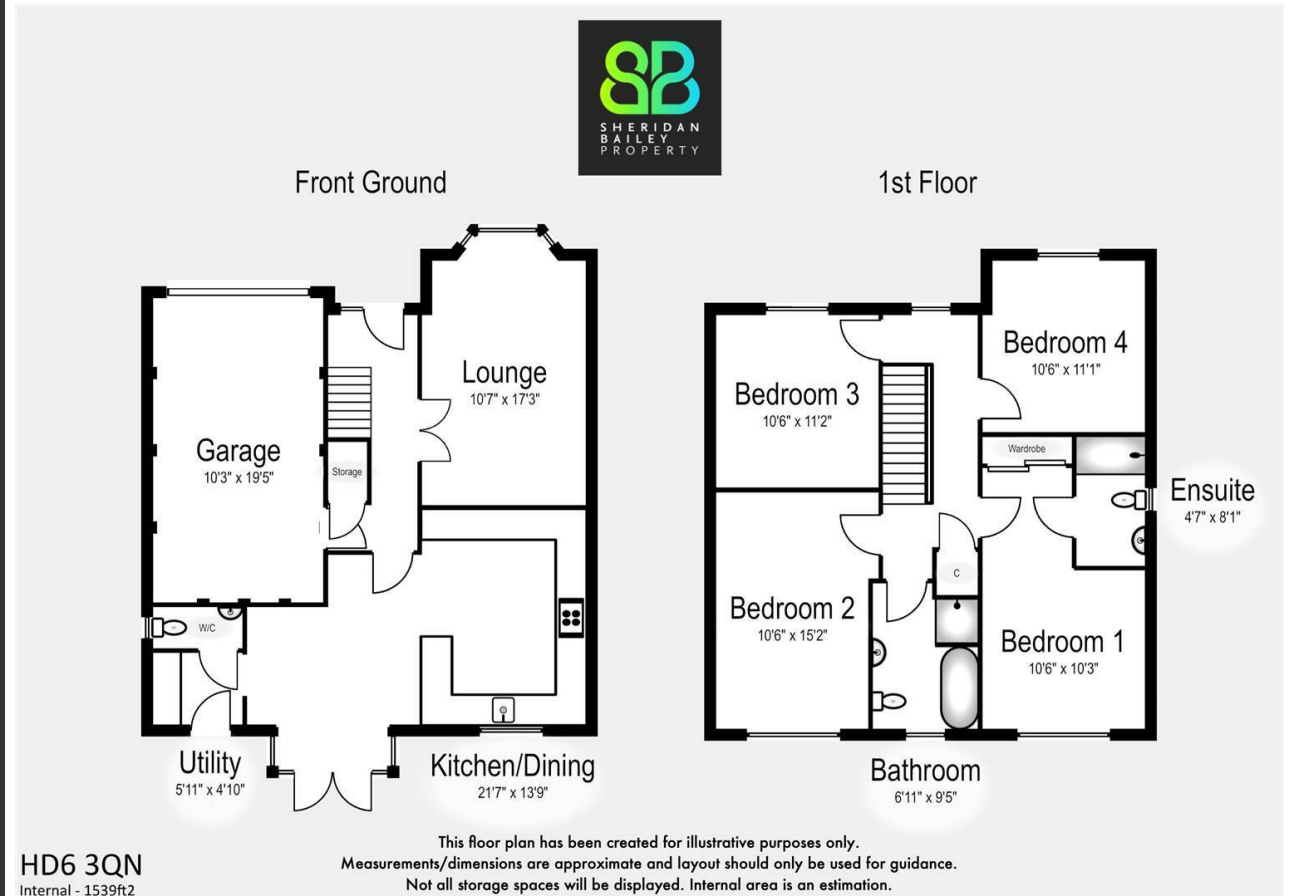 SHERIDAN
BAILEY
PROPERTY
Front Ground
1st Floor
Lounge
10'7" x 17'3"
Garage
10'3" x 19'5"
Storage
W/C
Utility
5'11" x 4'10"
Kitchen/Dining
21'7" x 13'9"
Bedroom 4
10'6" x 11'1"
Bedroom 3
10'6" x 11'2"
Wardrobe
Ensuite
4'7" x 8'1"
C
Bedroom 2
10'6" x 15'2"
Bedroom 1
10'6" x 10'3"
Bathroom
6'11" x 9'5"
This floor plan has been created for illustrative purposes only.
Measurements/dimensions are approximate and layout should only be used for guidance.
Not all storage spaces will be displayed. Internal area is an estimation.
HD6 3QN
Internal - 1539ft2